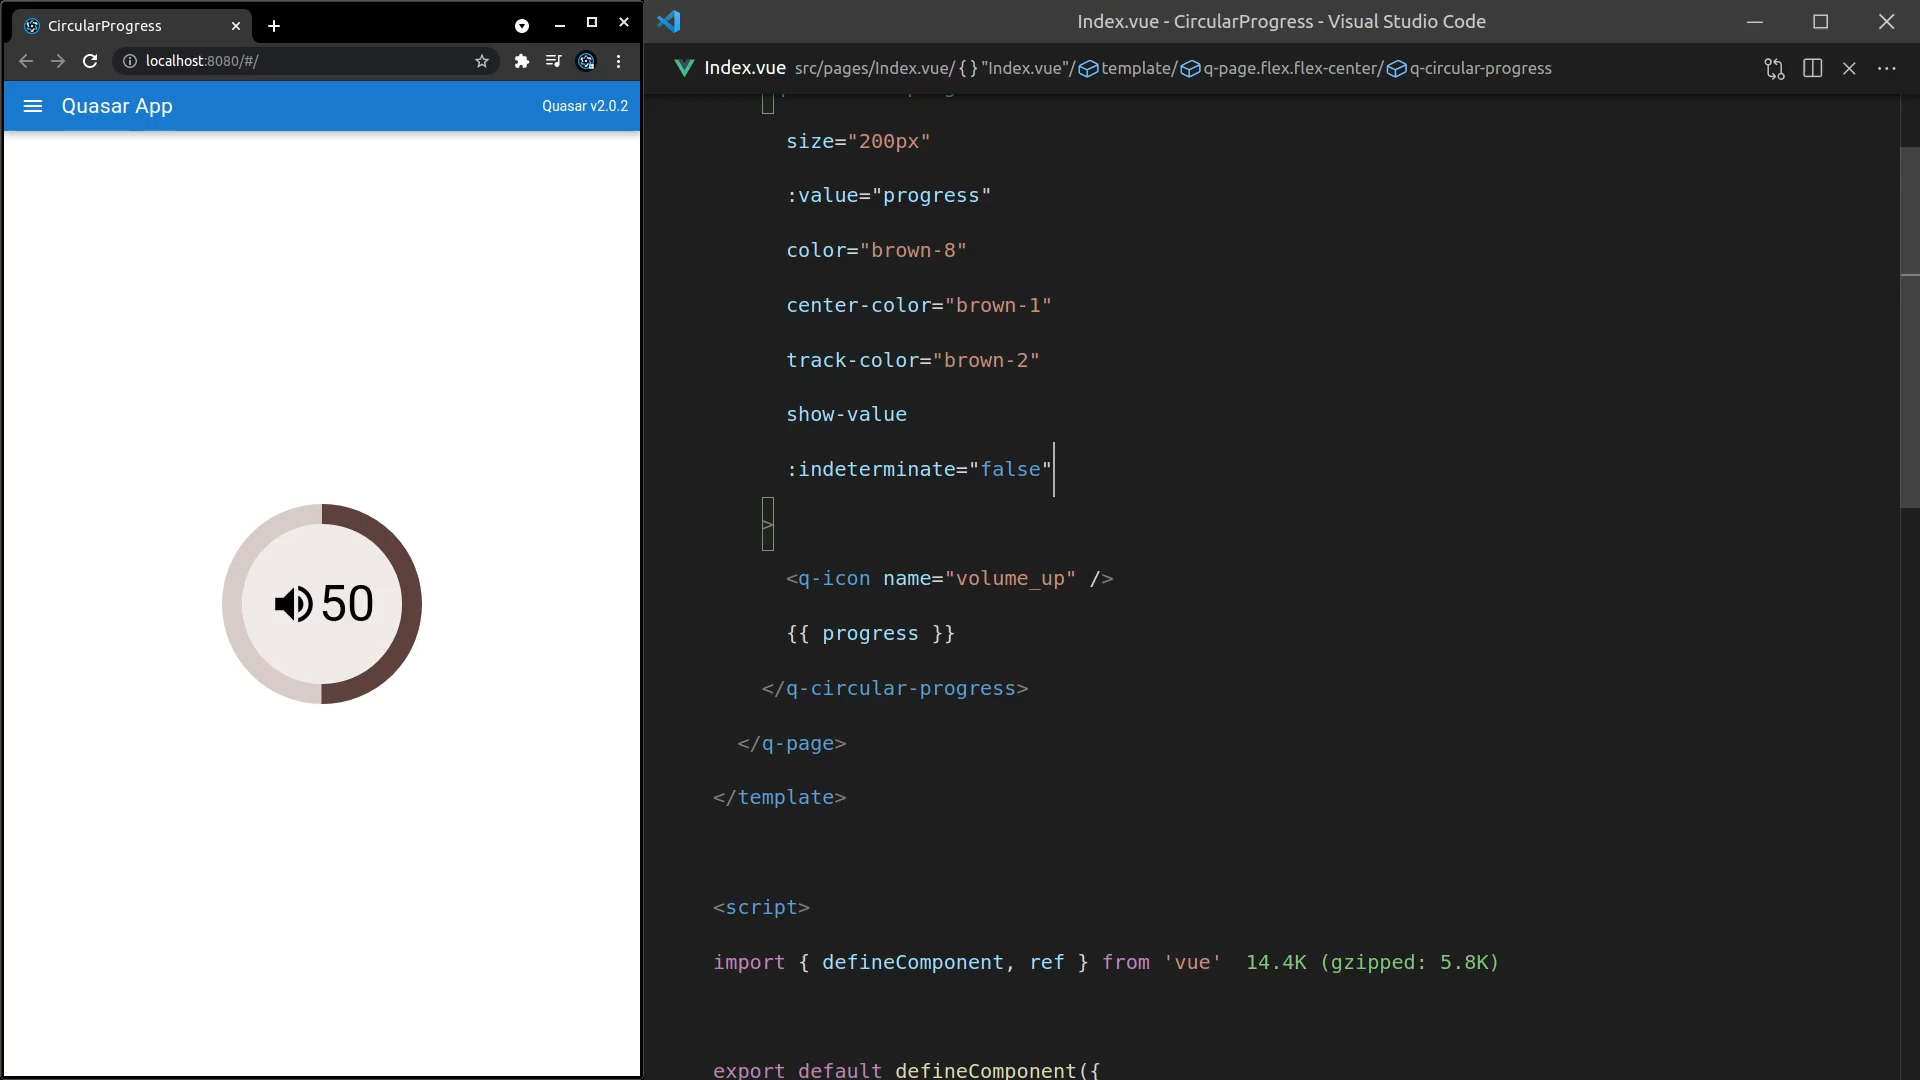 CircularProgress
localhost:8080/#/
Quasar App
Quasar v2.0.2
50
Index.vue - CircularProgress - Visual Studio Code
Index.vue src/pages/Index.vue/{}"Index.vue"/template/q-page.flex.flex-center/q-circular-progress
size="200px"
:value="progress"
color="brown-8"
center-color="brown-1"
track-color="brown-2"
show-value
:indeterminate="false"
>
<q-icon name="volume_up" />
{{ progress }}
</q-circular-progress>
</q-page>
</template>
<script>
import { defineComponent, ref } from 'vue' 14.4K (gzipped: 5.8K)
export default defineComponent({